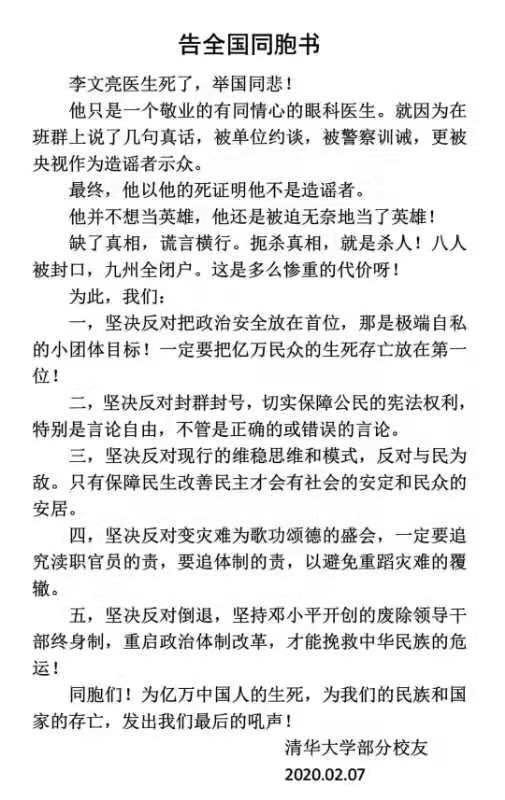 告全国同胞书
李文亮医生死了，举国同悲！
他只是一个敬业的有同情心的眼科医生。就因为在
班群上说了几句真话，被单位约谈，被警察训诫，更被
央视作为造谣者示众。
最终，他以他的死证明他不是造谣者。
他并不想当英雄，他还是被迫无奈地当了英雄！
缺了真相，谎言横行。扼杀真相，就是杀人！八人
被封口，九州全闭户。这是多么惨重的代价呀！
为此，我们：
一，坚决反对把政治安全放在首位，那是极端自私
的小团体目标！一定要把亿万民众的生死存亡放在第一
位！
二，坚决反对封群封号，切实保障公民的宪法权利，
特别是言论自由，不管是正确的或错误的言论。
三，坚决反对现行的维稳思维和模式，反对与民为
敌。只有保障民生改善民主才会有社会的安定和民众的
安居。
四，坚决反对变灾难为歌功颂德的盛会，一定要追
究渎职官员的责，要追体制的责，以避免重蹈灾难的覆
辙。
五，坚决反对倒退，坚持邓小平开创的废除领导干
部终身制，重启政治体制改革，才能挽救中华民族的危
运！
同胞们！为亿万中国人的生死，为我们的民族和国
家的存亡，发出我们最后的吼声！
清华大学部分校友
2020.02.07